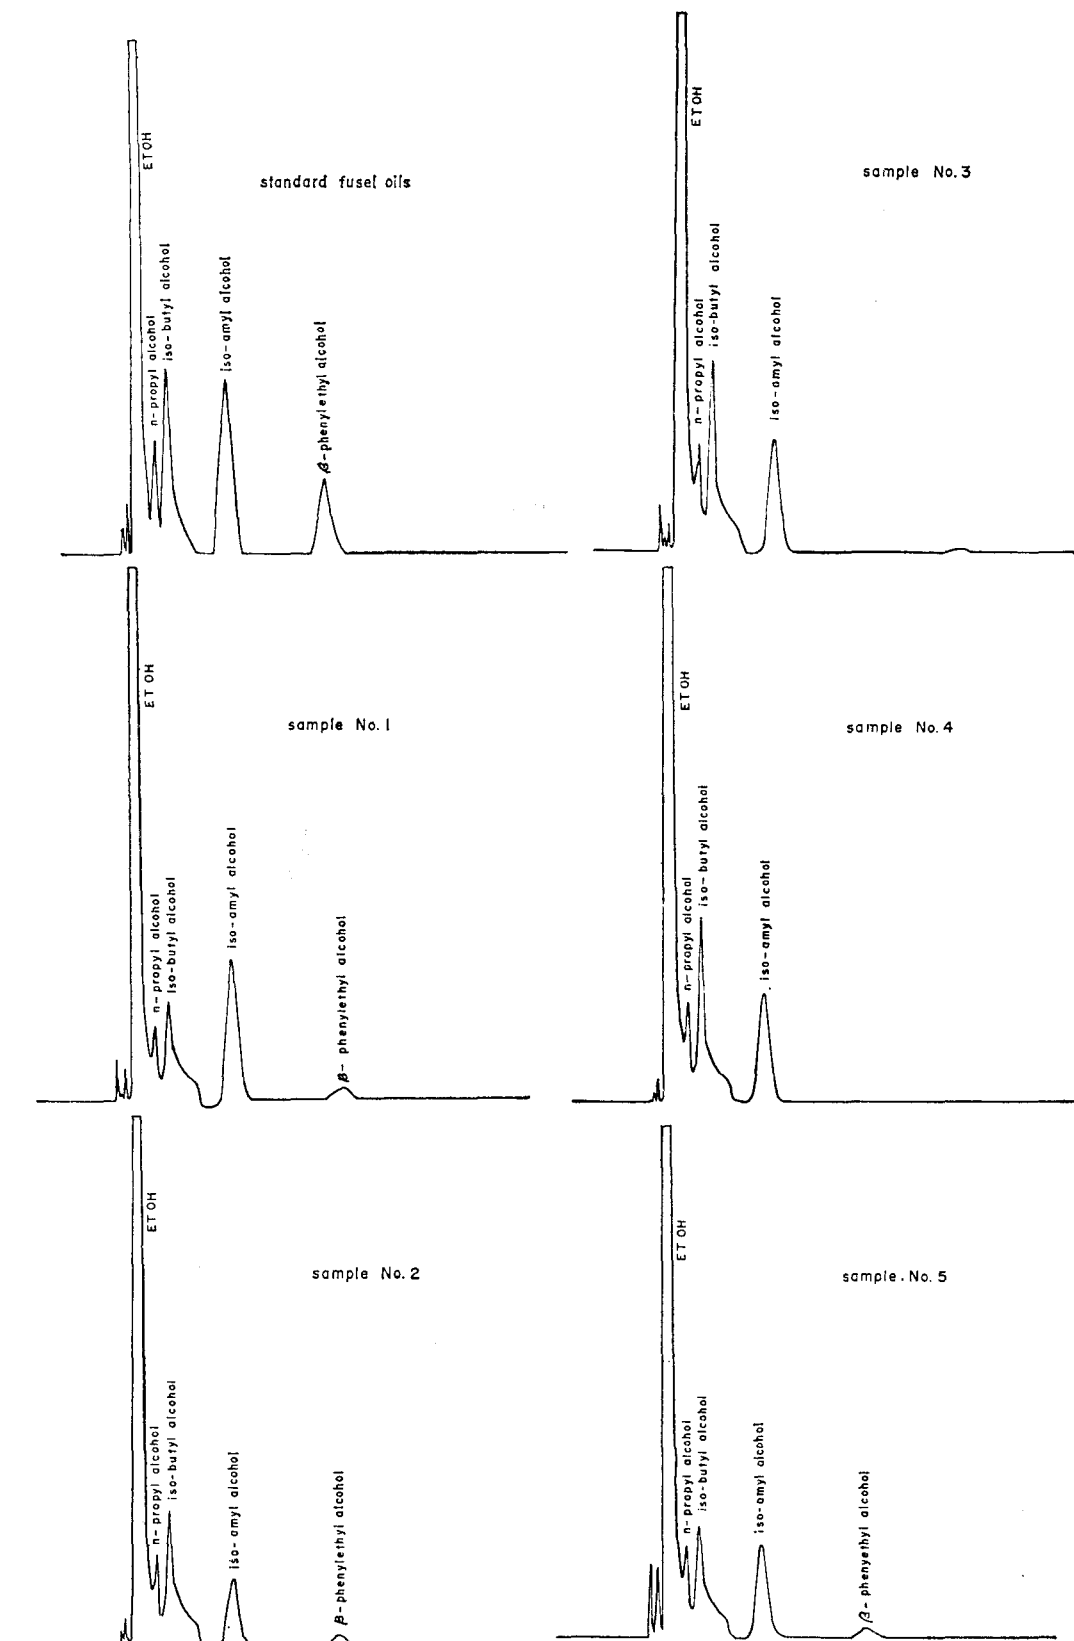 ETOH
n-propyl alcohol
iso-butyl alcohol
iso-amyl alcohol
β-phenylethyl alcohol
standard fusel oils
ETOH
n-propyl alcohol
iso-butyl alcohol
iso-amyl alcohol
sample No. 3
ETOH
n-propyl alcohol
iso-butyl alcohol
iso-amyl alcohol
β-phenylethyl alcohol
sample No. 1
ETOH
n-propyl alcohol
iso-butyl alcohol
iso-amyl alcohol
sample No. 4
ETOH
n-propyl alcohol
iso-butyl alcohol
iso-amyl alcohol
β-phenylethyl alcohol
sample No. 2
ETOH
n-propyl alcohol
iso-butyl alcohol
iso-amyl alcohol
β-phenyethyl alcohol
sample. No. 5